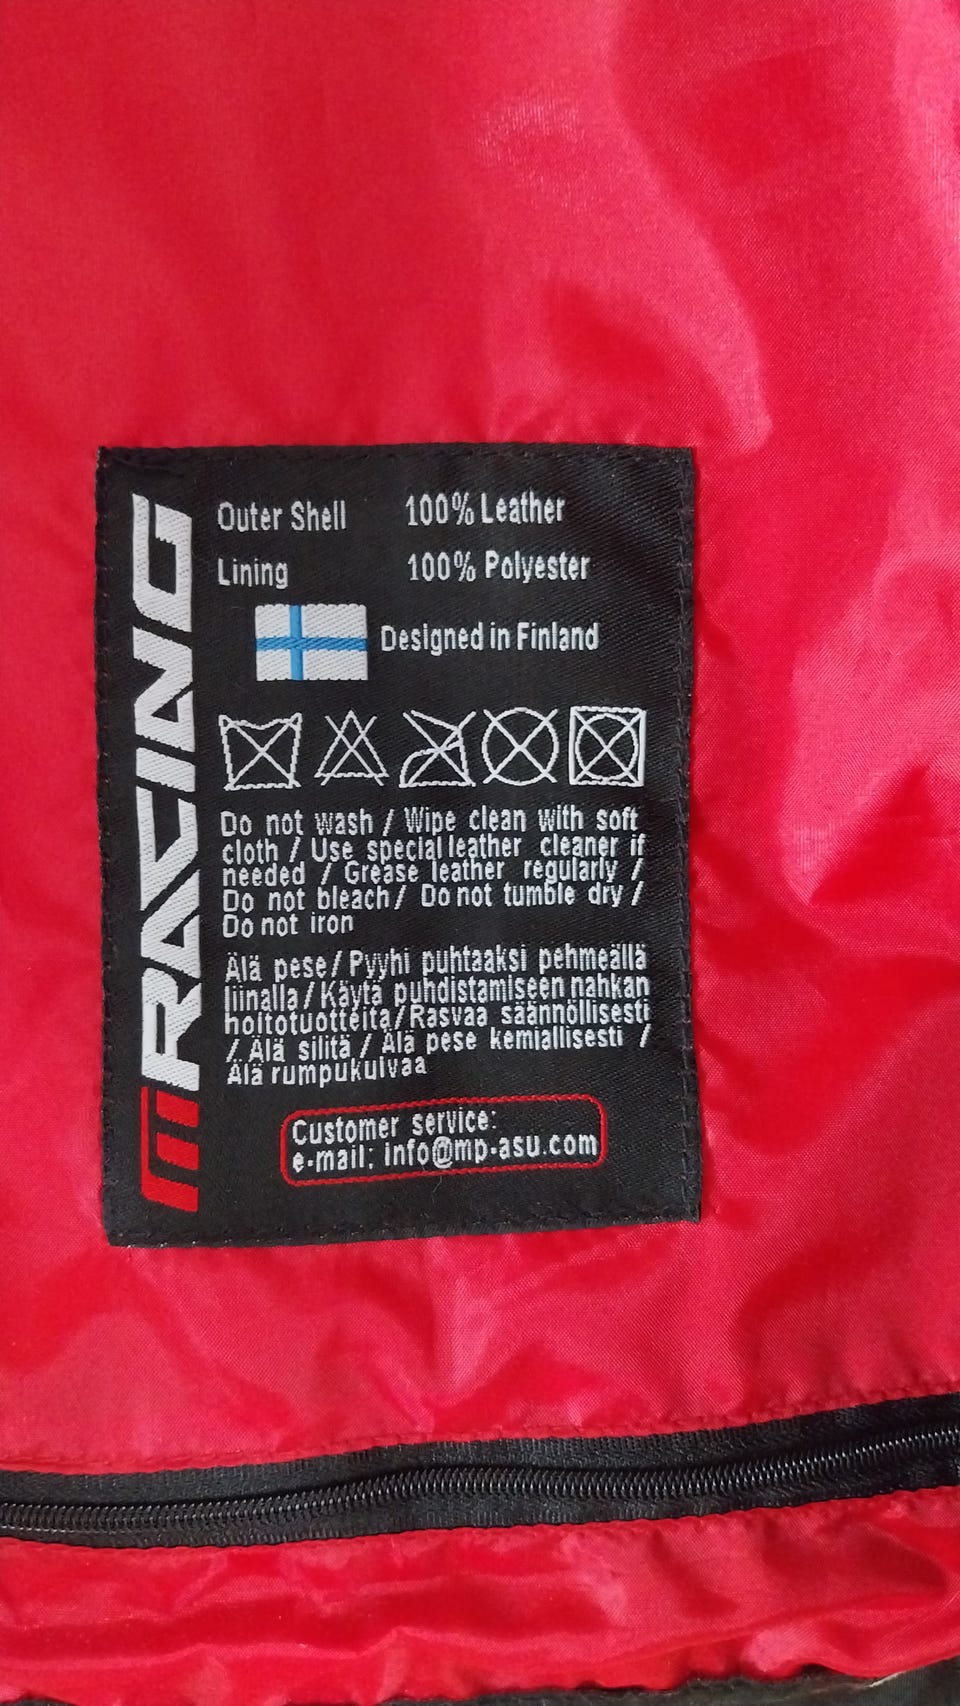 RACING
Outer Shell 100% Leather
Lining 100% Polyester
Designed in Finland
Do not wash / Wipe clean with soft
cloth / Use special leather cleaner if
needed / Grease leather regularly /
Do not bleach / Do not tumble dry /
Do not iron
Älä pese / Pyyhi puhtaaksi pehmeällä
liinalla / Käytä puhdistamiseen nahkan
hoitotuotteita / Rasvaa säännöllisesti
/ Älä silitä / Älä pese kemiallisesti /
Älä rumpukuivaa
Customer service:
e-mail: info@mp-asu.com